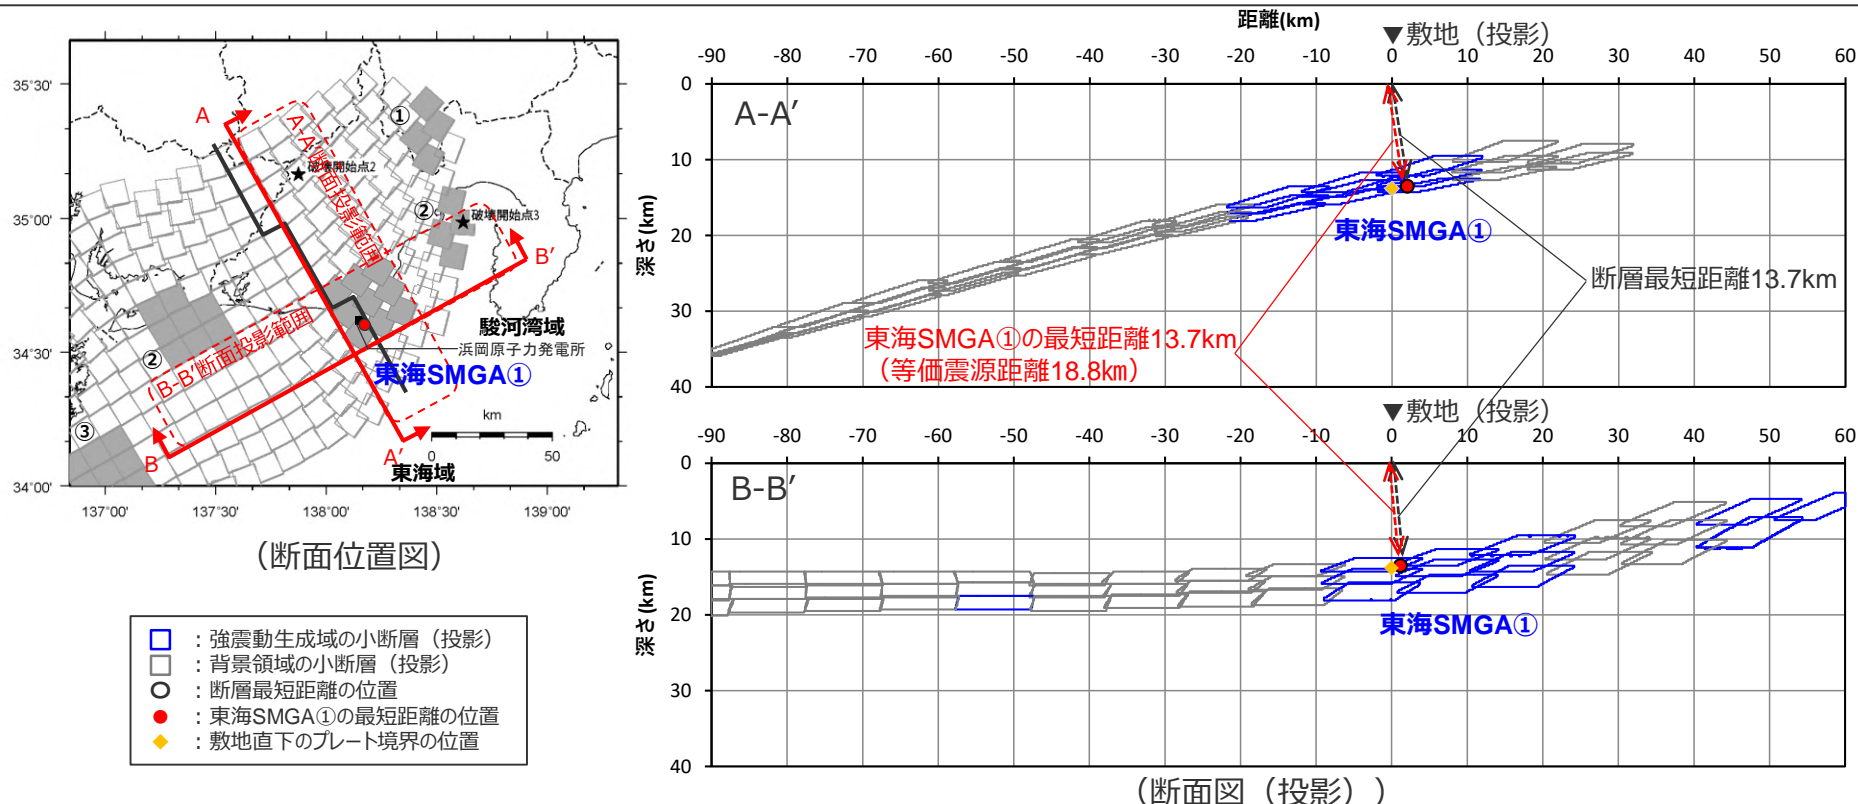 35°30'
35°00'
34°30'
34°00'
137°00'
137°30'
138°00'
138°30'
139°00'
A
A-A'断面投影範囲
①
破壊開始点2
②
破壊開始点3
B'
駿河湾域
浜岡原子力発電所
東海SMGA①
B-B'断面投影範囲
②
③
km
0
50
B
A'
東海域
（断面位置図）
：強震動生成域の小断層（投影）
：背景領域の小断層（投影）
：断層最短距離の位置
：東海SMGA①の最短距離の位置
：敷地直下のプレート境界の位置
距離(km)
▼敷地（投影）
-90 -80 -70 -60 -50 -40 -30 -20 -10 0 10 20 30 40 50 60
0
10
20
30
40
深さ(km)
A-A'
東海SMGA①
断層最短距離13.7km
東海SMGA①の最短距離13.7km
（等価震源距離18.8km）
▼敷地（投影）
-90 -80 -70 -60 -50 -40 -30 -20 -10 0 10 20 30 40 50 60
0
10
20
30
40
深さ(km)
B-B'
東海SMGA①
（断面図（投影））